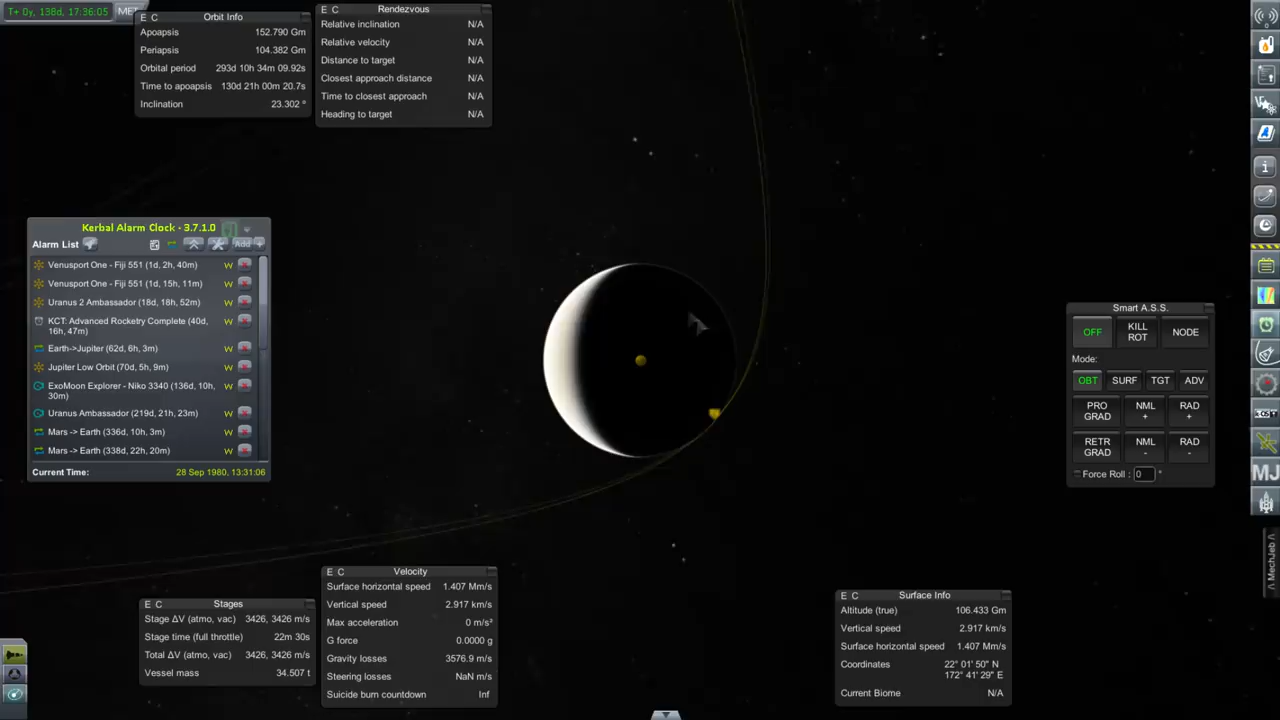 T+ 0y, 138d, 17:36:05 MET
E C Orbit Info
Apoapsis 152.790 Gm
Periapsis 104.382 Gm
Orbital period 293d 10h 34m 09.92s
Time to apoapsis 130d 21h 00m 20.7s
Inclination 23.302 °
E C Rendezvous
Relative inclination N/A
Relative velocity N/A
Distance to target N/A
Closest approach distance N/A
Time to closest approach N/A
Heading to target N/A
Kerbal Alarm Clock - 3.7.1.0
Alarm List Add +
Venusport One - Fiji 551 (1d, 2h, 40m) W
Venusport One - Fiji 551 (1d, 15h, 11m) W
Uranus 2 Ambassador (18d, 18h, 52m) W
KCT: Advanced Rocketry Complete (40d, W
16h, 47m)
Earth->Jupiter (62d, 6h, 3m) W
Jupiter Low Orbit (70d, 5h, 9m) W
ExoMoon Explorer - Niko 3340 (136d, 10h, W
30m)
Uranus Ambassador (219d, 21h, 23m) W
Mars -> Earth (336d, 10h, 3m) W
Mars -> Earth (338d, 22h, 20m) W
Current Time: 28 Sep 1980, 13:31:06
Smart A.S.S.
OFF
KILL
ROT
NODE
Mode:
OBT SURF TGT ADV
PRO
GRAD
NML
+
RAD
+
RETR
GRAD
NML
-
RAD
-
Force Roll : 0 °
MJ
< MechJeb <
E C Stages
Stage ΔV (atmo, vac) 3426, 3426 m/s
Stage time (full throttle) 22m 30s
Total ΔV (atmo, vac) 3426, 3426 m/s
Vessel mass 34.507 t
E C Velocity
Surface horizontal speed 1.407 Mm/s
Vertical speed 2.917 km/s
Max acceleration 0 m/s²
G force 0.0000 g
Gravity losses 3576.9 m/s
Steering losses NaN m/s
Suicide burn countdown Inf
E C Surface Info
Altitude (true) 106.433 Gm
Vertical speed 2.917 km/s
Surface horizontal speed 1.407 Mm/s
Coordinates 22° 01' 50" N
172° 41' 29" E
Current Biome N/A